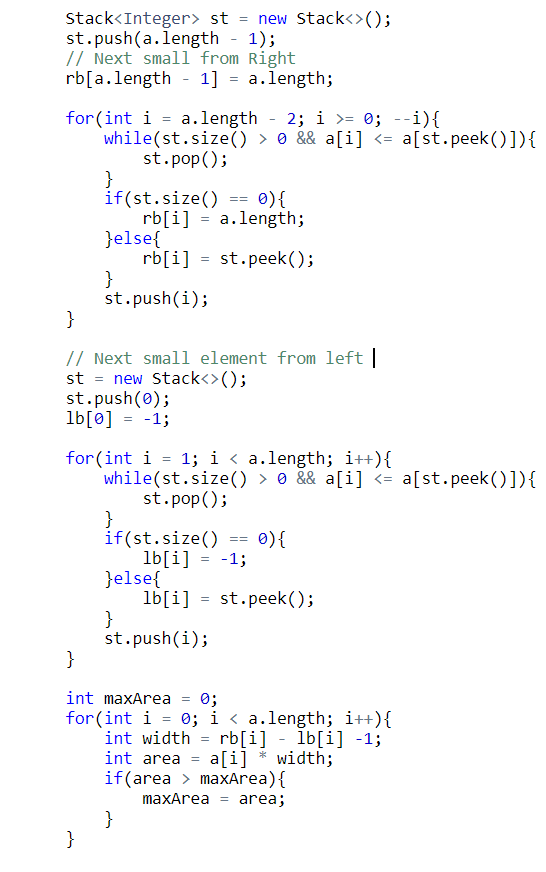 Stack<Integer> st = new Stack<>();
st.push(a.length - 1);
// Next small from Right
rb[a.length - 1] = a.length;

for(int i = a.length - 2; i >= 0; --i){
    while(st.size() > 0 && a[i] <= a[st.peek()]){
        st.pop();
    }
    if(st.size() == 0){
        rb[i] = a.length;
    }else{
        rb[i] = st.peek();
    }
    st.push(i);
}

// Next small element from left
st = new Stack<>();
st.push(0);
lb[0] = -1;

for(int i = 1; i < a.length; i++){
    while(st.size() > 0 && a[i] <= a[st.peek()]){
        st.pop();
    }
    if(st.size() == 0){
        lb[i] = -1;
    }else{
        lb[i] = st.peek();
    }
    st.push(i);
}

int maxArea = 0;
for(int i = 0; i < a.length; i++){
    int width = rb[i] - lb[i] -1;
    int area = a[i] * width;
    if(area > maxArea){
        maxArea = area;
    }
}